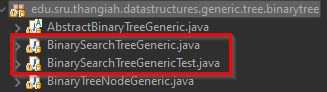 edu.sru.thangiah.datastructures.generic.tree.binarytree
AbstractBinaryTreeGeneric.java
BinarySearchTreeGeneric.java
BinarySearchTreeGenericTest.java
BinaryTreeNodeGeneric.java